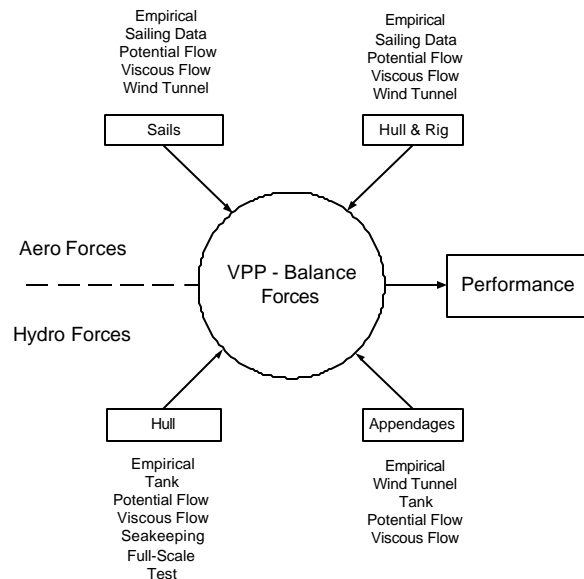 Empirical
Sailing Data
Potential Flow
Viscous Flow
Wind Tunnel
Sails
Empirical
Sailing Data
Potential Flow
Viscous Flow
Wind Tunnel
Hull & Rig
Aero Forces
Hydro Forces
VPP - Balance
Forces
Performance
Hull
Empirical
Tank
Potential Flow
Viscous Flow
Seakeeping
Full-Scale
Test
Appendages
Empirical
Wind Tunnel
Tank
Potential Flow
Viscous Flow